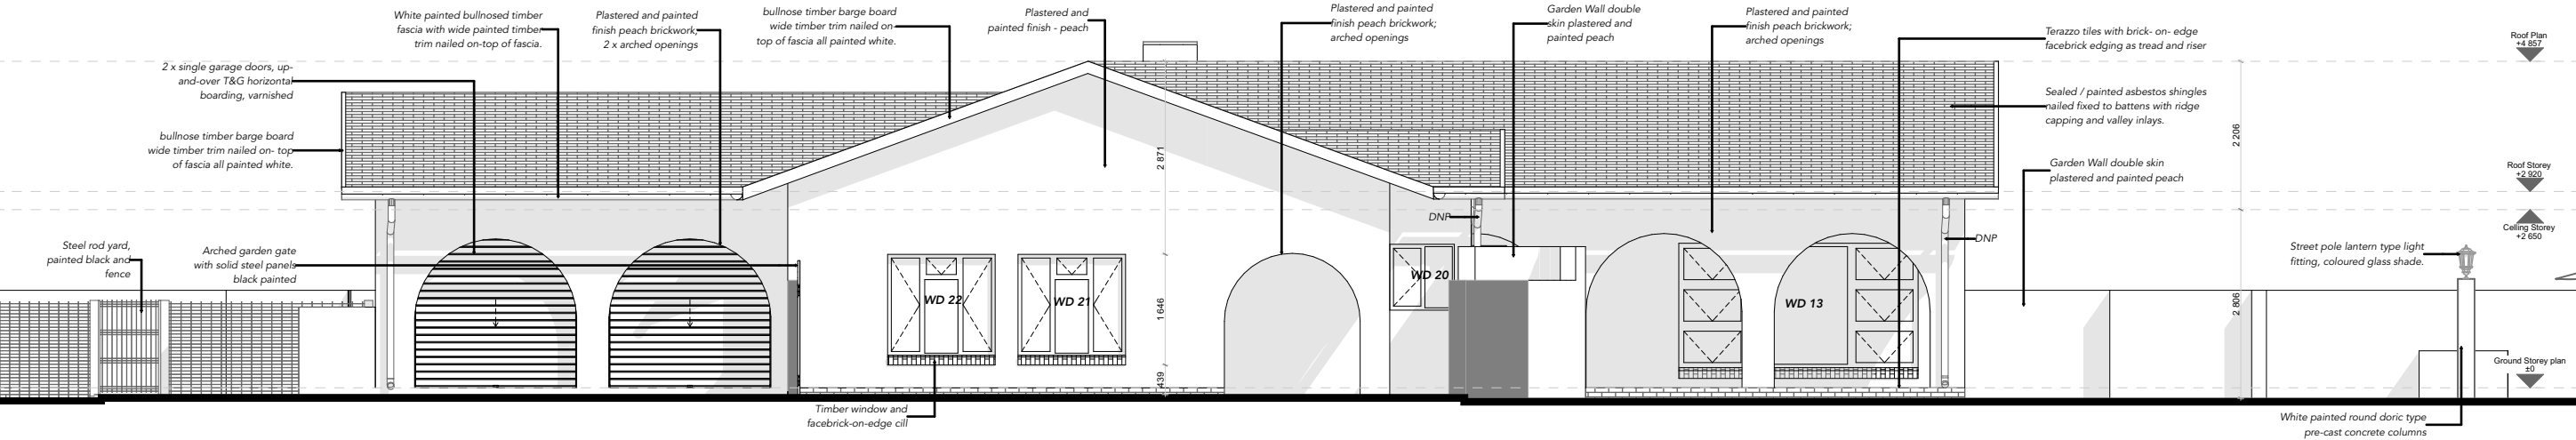 White painted bullnosed timber
fascia with wide painted timber
trim nailed on-top of fascia.
Plastered and painted
finish peach brickwork;
2 x arched openings
bullnose timber barge board
wide timber trim nailed on-
top of fascia all painted white.
Plastered and
painted finish - peach
Plastered and painted
finish peach brickwork;
arched openings
Garden Wall double
skin plastered and
painted peach
Plastered and painted
finish peach brickwork;
arched openings
Terazzo tiles with brick- on- edge
facebrick edging as tread and riser
Roof Plan
+4 857
2 x single garage doors, up-
and-over T&G horizontal
boarding, varnished
Sealed / painted asbestos shingles
nailed fixed to battens with ridge
capping and valley inlays.
bullnose timber barge board
wide timber trim nailed on- top
of fascia all painted white.
2 871
2 206
Garden Wall double skin
plastered and painted peach
Roof Storey
+2 920
DNP
Celling Storey
+2 650
Steel rod yard,
painted black and
fence
Arched garden gate
with solid steel panels
black painted
DNP
Street pole lantern type light
fitting, coloured glass shade.
WD 20
WD 22
WD 21
1 646
WD 13
2 806
439
Ground Storey plan
±0
Timber window and
facebrick-on-edge cill
White painted round doric type
pre-cast concrete columns